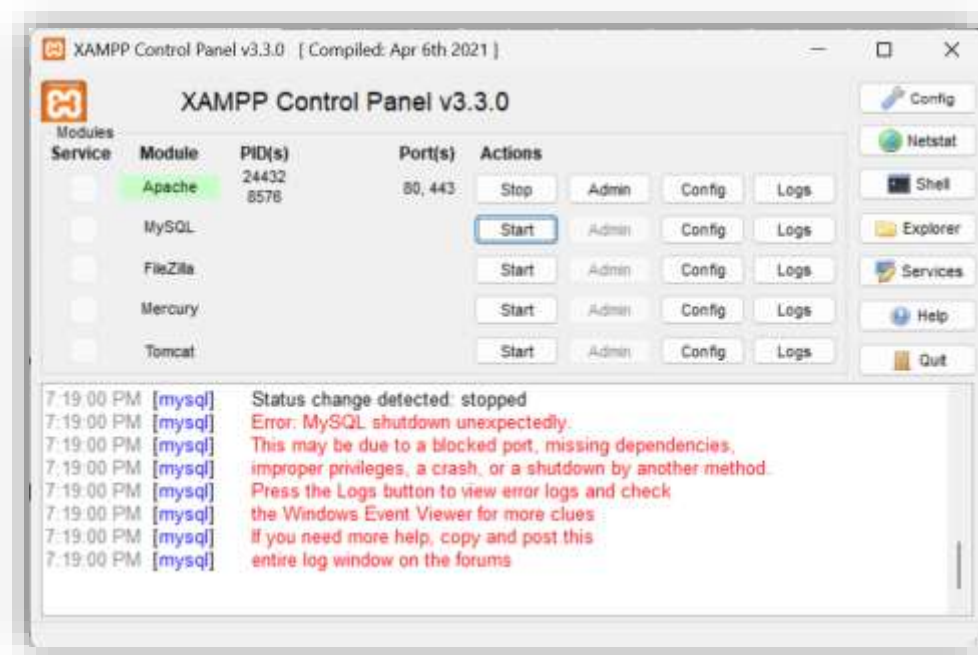 XAMPP Control Panel v3.3.0 [ Compiled: Apr 6th 2021 ]
XAMPP Control Panel v3.3.0
Config
Modules
Service Module PID(s) Port(s) Actions
Netstat
Apache 24432 8576 80, 443 Stop Admin Config Logs
Shell
MySQL Start Admin Config Logs
Explorer
FileZilla Start Admin Config Logs
Services
Mercury Start Admin Config Logs
Help
Tomcat Start Admin Config Logs
Quit
7:19:00 PM [mysql] Status change detected: stopped
7:19:00 PM [mysql] Error: MySQL shutdown unexpectedly.
7:19:00 PM [mysql] This may be due to a blocked port, missing dependencies,
7:19:00 PM [mysql] improper privileges, a crash, or a shutdown by another method.
7:19:00 PM [mysql] Press the Logs button to view error logs and check
7:19:00 PM [mysql] the Windows Event Viewer for more clues
7:19:00 PM [mysql] If you need more help, copy and post this
7:19:00 PM [mysql] entire log window on the forums